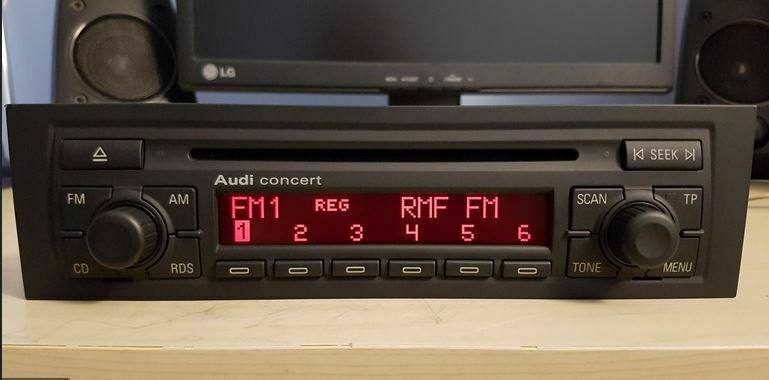 LG
SEEK
Audi concert
FM AM
FM1 REG RMF FM
SCAN TP
1 2 3 4 5 6
CD RDS
TONE MENU